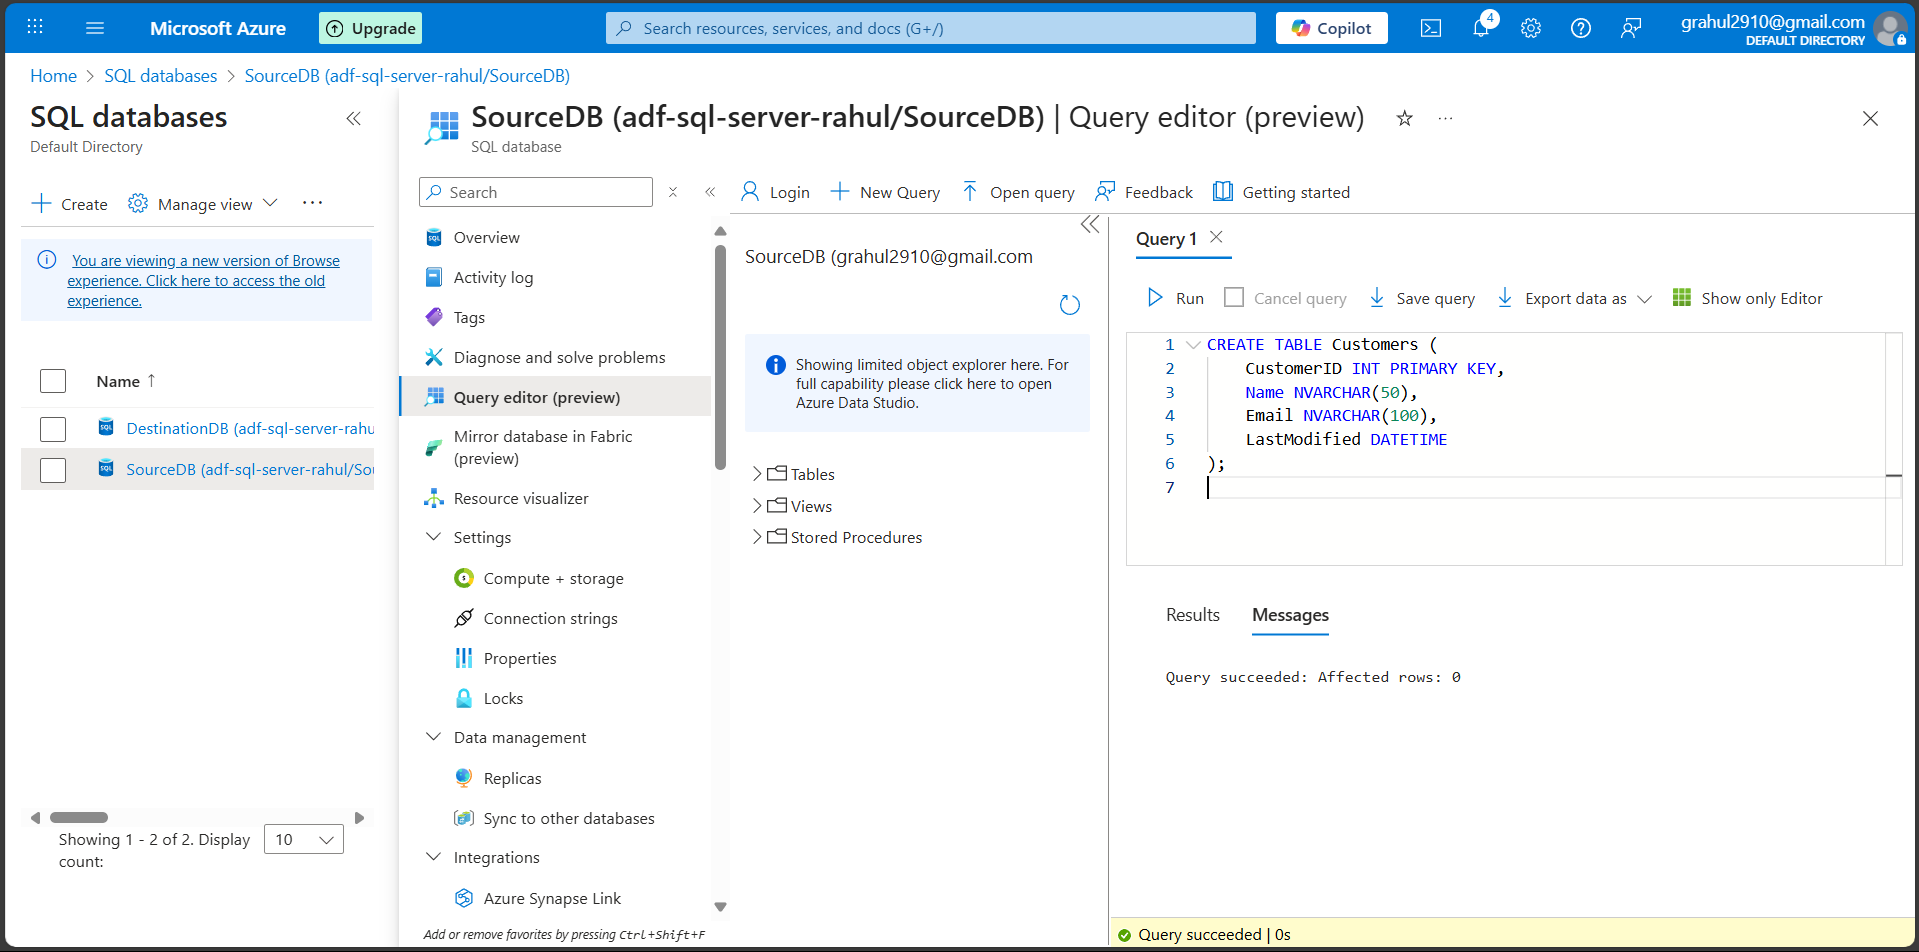 Microsoft Azure
Upgrade
Search resources, services, and docs (G+/)
Copilot
4
grahul2910@gmail.com
DEFAULT DIRECTORY
Home > SQL databases > SourceDB (adf-sql-server-rahul/SourceDB)
SQL databases
Default Directory
Create
Manage view
You are viewing a new version of Browse
experience. Click here to access the old
experience.
Name ↑
DestinationDB (adf-sql-server-rahu
SourceDB (adf-sql-server-rahul/Sou
Showing 1 - 2 of 2. Display
count:
10
SourceDB (adf-sql-server-rahul/SourceDB) | Query editor (preview)
SQL database
Search
Overview
Activity log
Tags
Diagnose and solve problems
Query editor (preview)
Mirror database in Fabric
(preview)
Resource visualizer
Settings
Compute + storage
Connection strings
Properties
Locks
Data management
Replicas
Sync to other databases
Integrations
Azure Synapse Link
Add or remove favorites by pressing Ctrl+Shift+F
Login
New Query
Open query
Feedback
Getting started
SourceDB (grahul2910@gmail.com
Showing limited object explorer here. For
full capability please click here to open
Azure Data Studio.
Tables
Views
Stored Procedures
Query 1
Run
Cancel query
Save query
Export data as
Show only Editor
1 CREATE TABLE Customers (
2 CustomerID INT PRIMARY KEY,
3 Name NVARCHAR(50),
4 Email NVARCHAR(100),
5 LastModified DATETIME
6 );
7
Results
Messages
Query succeeded: Affected rows: 0
Query succeeded | 0s